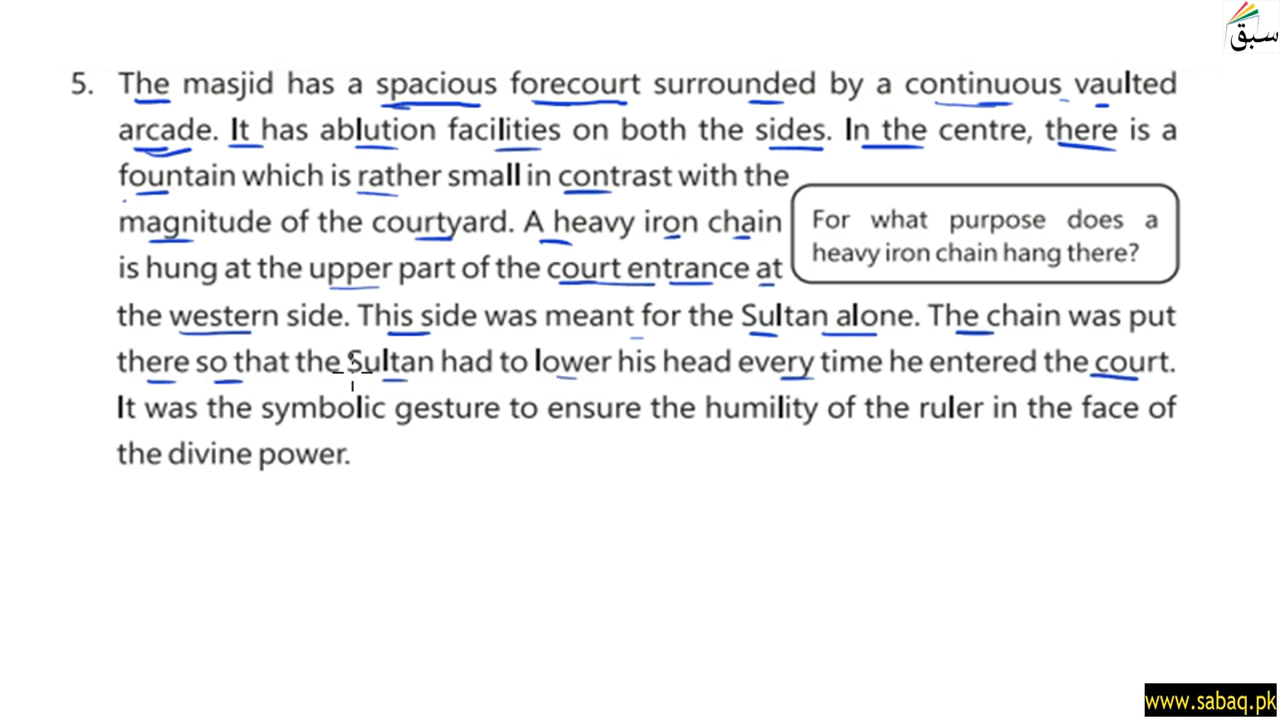 سبق
5. The masjid has a spacious forecourt surrounded by a continuous vaulted
arcade. It has ablution facilities on both the sides. In the centre, there is a
fountain which is rather small in contrast with the
magnitude of the courtyard. A heavy iron chain
is hung at the upper part of the court entrance at
For what purpose does a
heavy iron chain hang there?
the western side. This side was meant for the Sultan alone. The chain was put
there so that the Sultan had to lower his head every time he entered the court.
It was the symbolic gesture to ensure the humility of the ruler in the face of
the divine power.
www.sabaq.pk